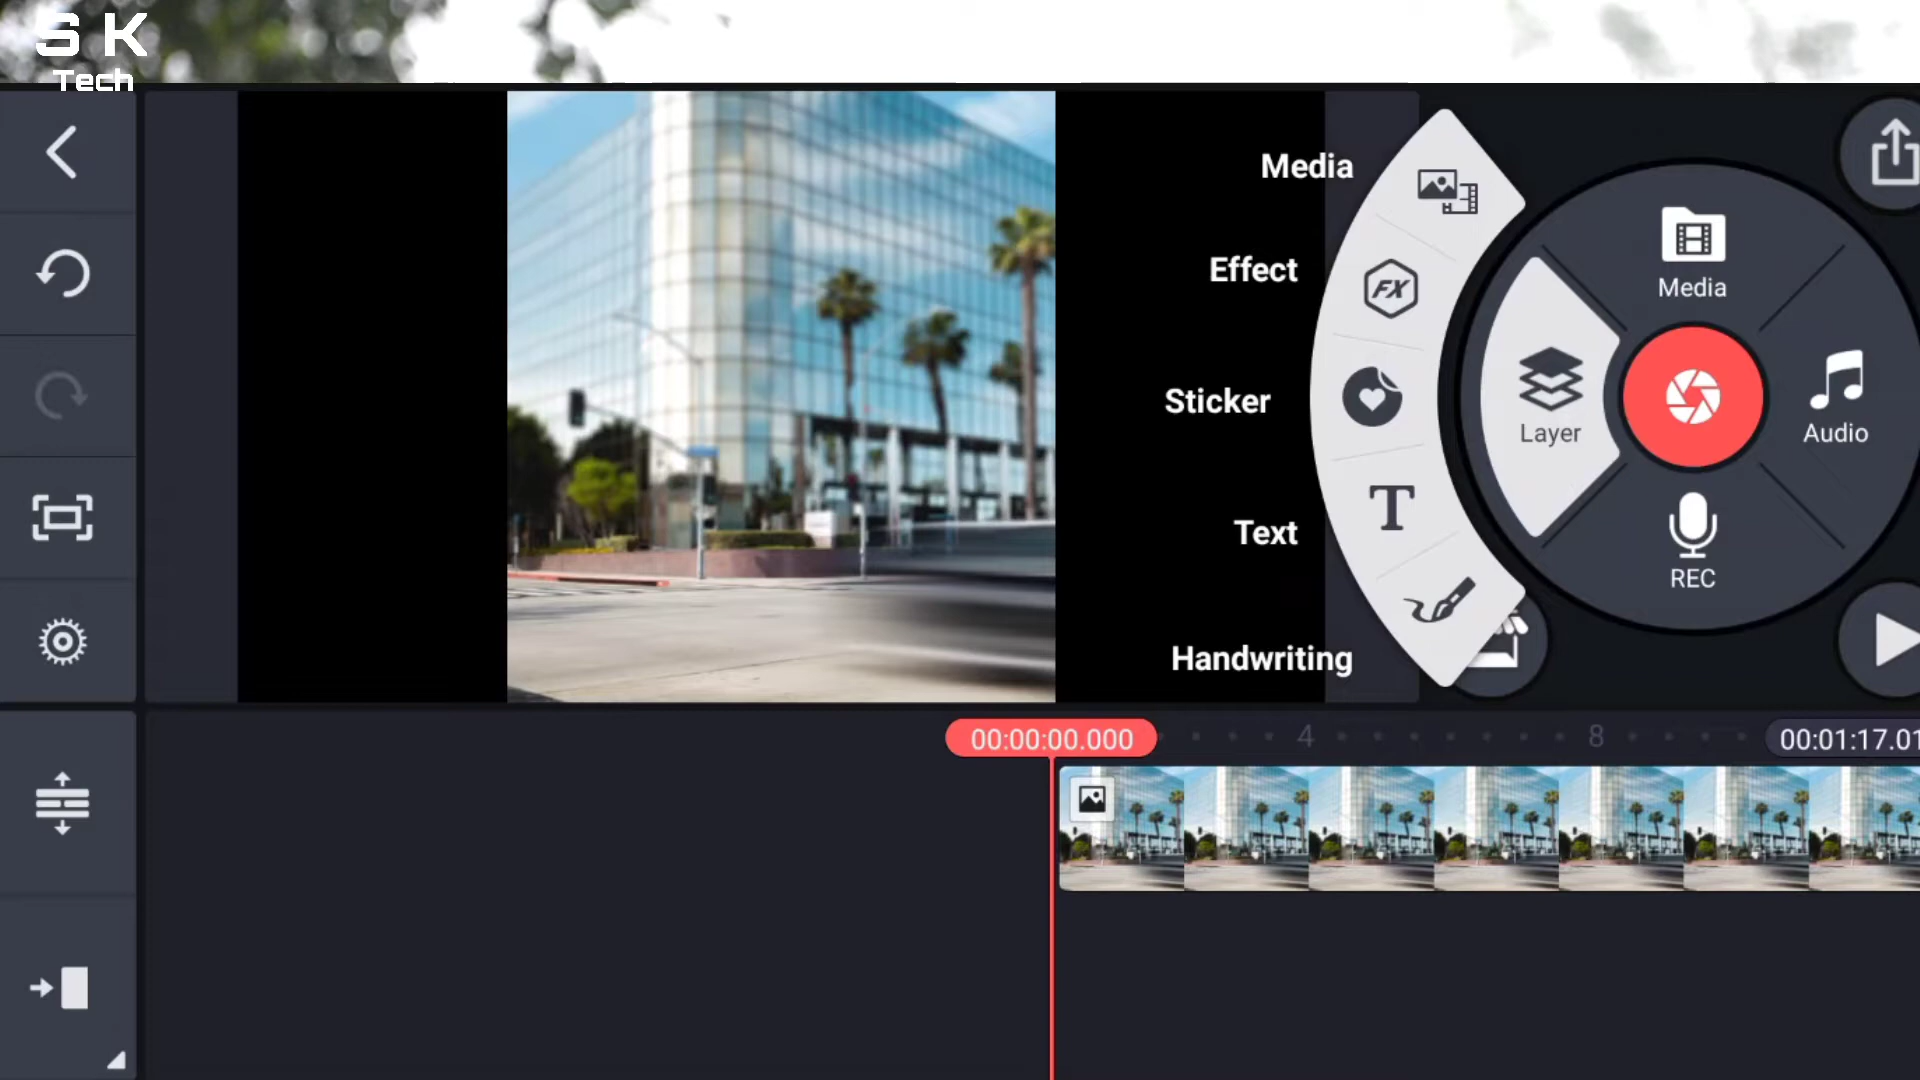 S K
Tech
Media
Effect
Sticker
Text
Handwriting
FX
T
Media
Layer
Audio
REC
00:00:00.000
4
8
00:01:17.01